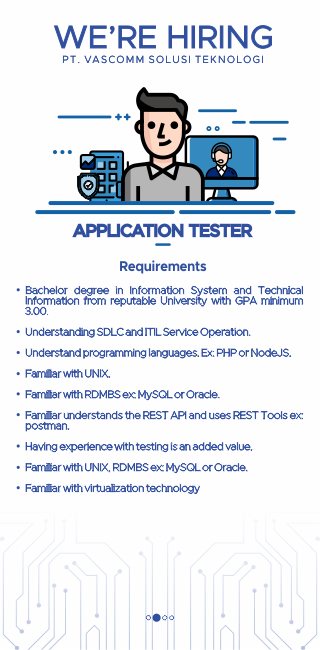 WE'RE HIRING
PT. VASCOMM SOLUSI TEKNOLOGI
APPLICATION TESTER
Requirements
• Bachelor degree in Information System and Technical
Information from reputable University with GPA minimum
3.00.
• Understanding SDLC and ITIL Service Operation.
• Understand programming languages. Ex: PHP or NodeJS.
• Familiar with UNIX.
• Familiar with RDMBS ex: MySQL or Oracle.
• Familiar understands the REST API and uses REST Tools ex:
postman.
• Having experience with testing is an added value.
• Familiar with UNIX, RDMBS ex: MySQL or Oracle.
• Familiar with virtualization technology